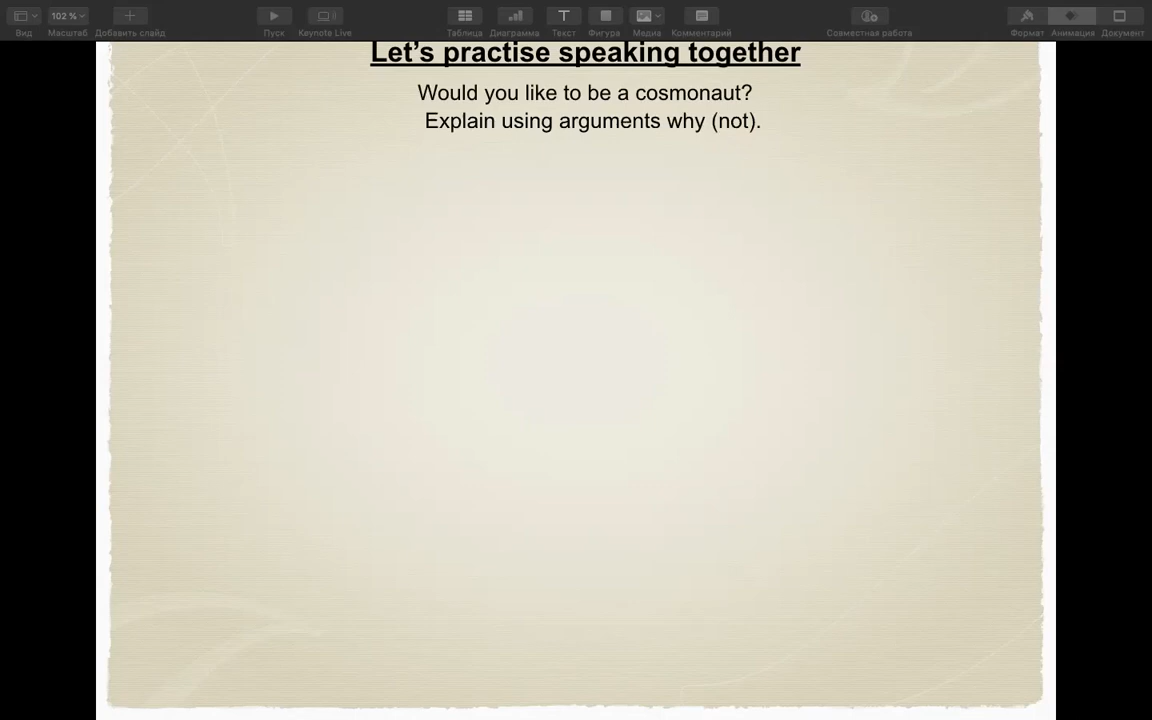 102 %
Вид
Масштаб
Добавить слайд
Пуск
Keynote Live
Таблица
Диаграмма
Текст
Фигура
Медиа
Комментарий
Совместная работа
Формат
Анимация
Документ
Let’s practise speaking together
Would you like to be a cosmonaut?
Explain using arguments why (not).